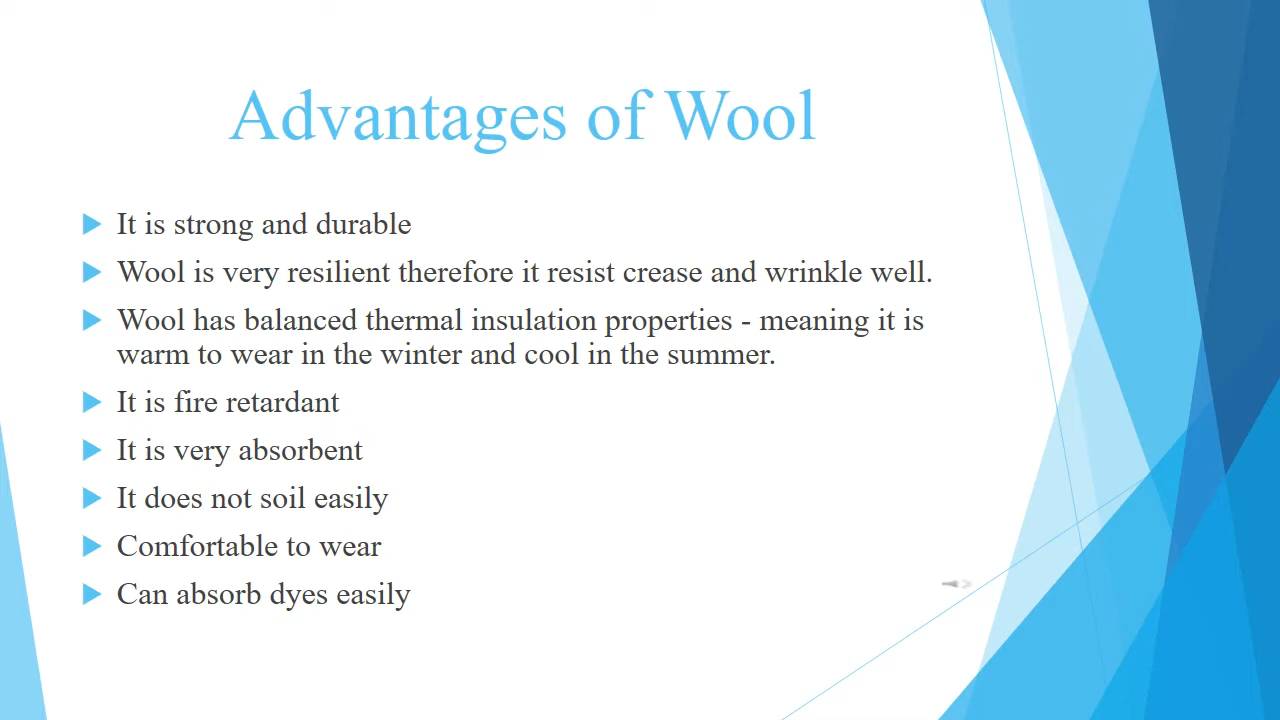 Advantages of Wool
It is strong and durable
Wool is very resilient therefore it resist crease and wrinkle well.
Wool has balanced thermal insulation properties - meaning it is
warm to wear in the winter and cool in the summer.
It is fire retardant
It is very absorbent
It does not soil easily
Comfortable to wear
Can absorb dyes easily